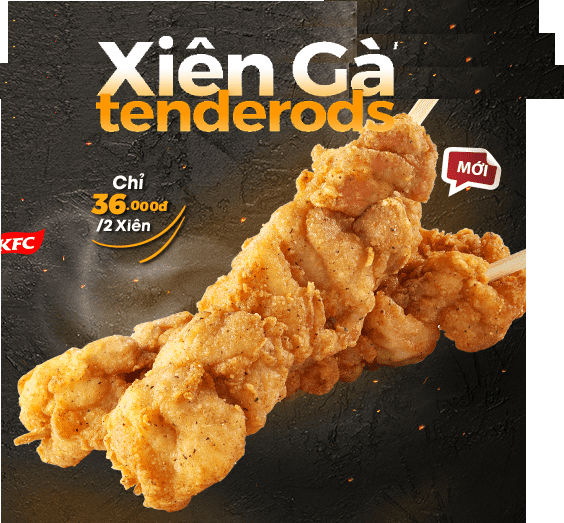 Xiên Gà
tenderods
MỚI
Chỉ
36.000đ
/2 Xiên
KFC